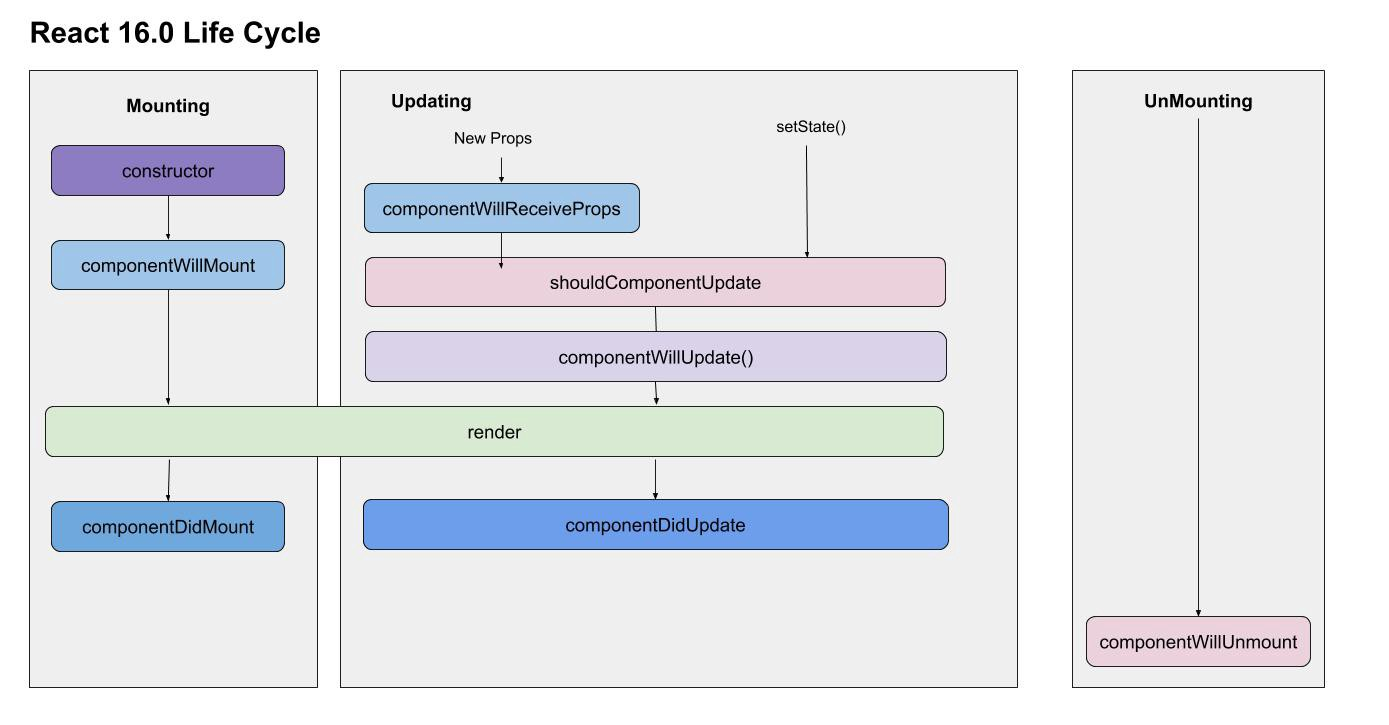 React 16.0 Life Cycle
Mounting
constructor
componentWillMount
Updating
New Props
setState()
componentWillReceiveProps
shouldComponentUpdate
componentWillUpdate()
render
componentDidMount
componentDidUpdate
UnMounting
componentWillUnmount